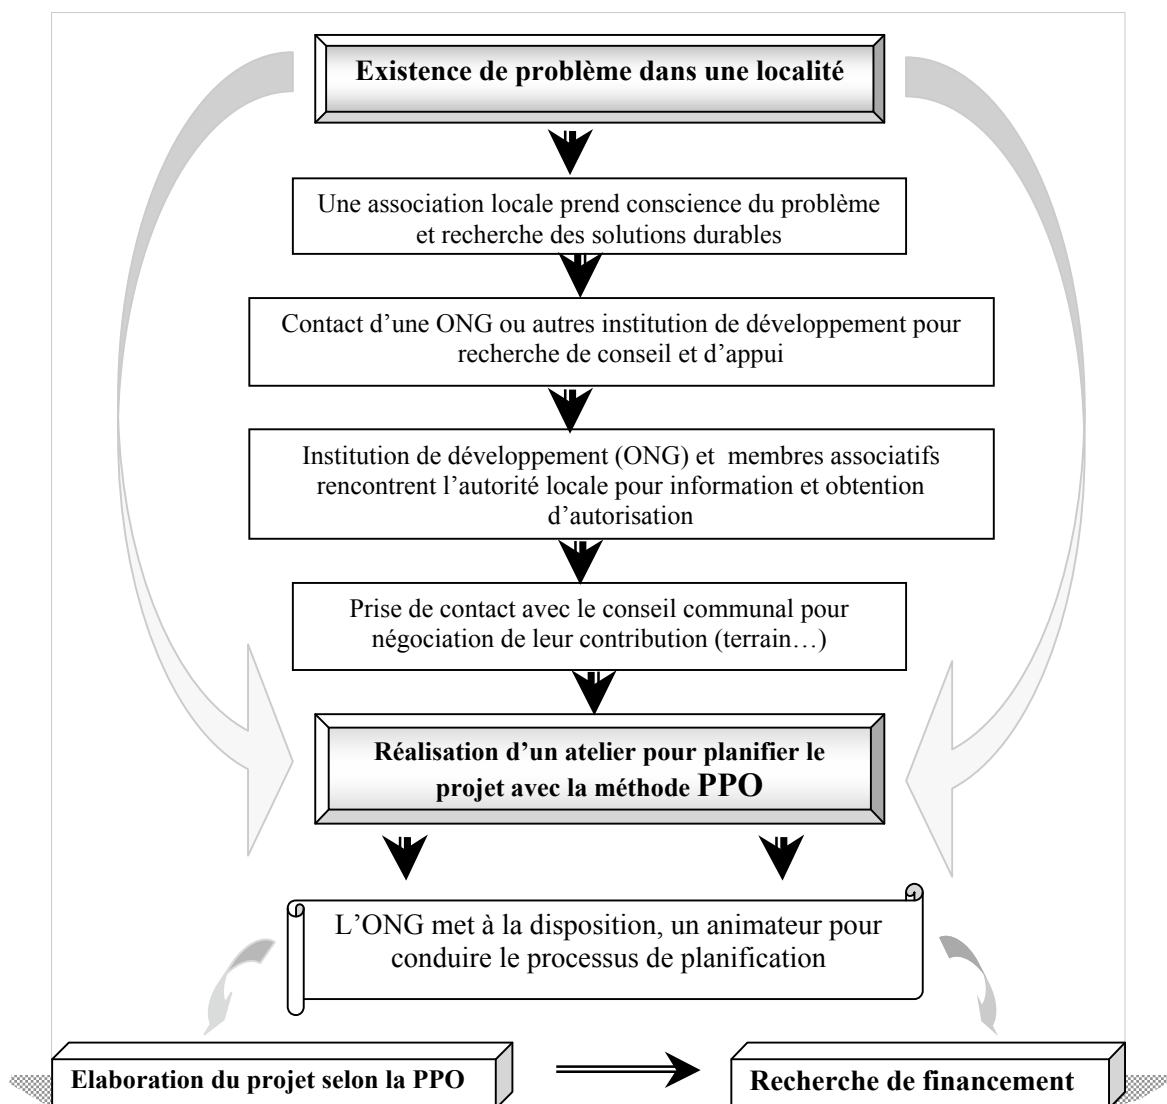 Existence de problème dans une localité
Une association locale prend conscience du problème
et recherche des solutions durables
Contact d’une ONG ou autres institution de développement pour
recherche de conseil et d’appui
Institution de développement (ONG) et membres associatifs
rencontrent l’autorité locale pour information et obtention
d’autorisation
Prise de contact avec le conseil communal pour
négociation de leur contribution (terrain…)
Réalisation d’un atelier pour planifier le
projet avec la méthode PPO
L’ONG met à la disposition, un animateur pour
conduire le processus de planification
Elaboration du projet selon la PPO
Recherche de financement